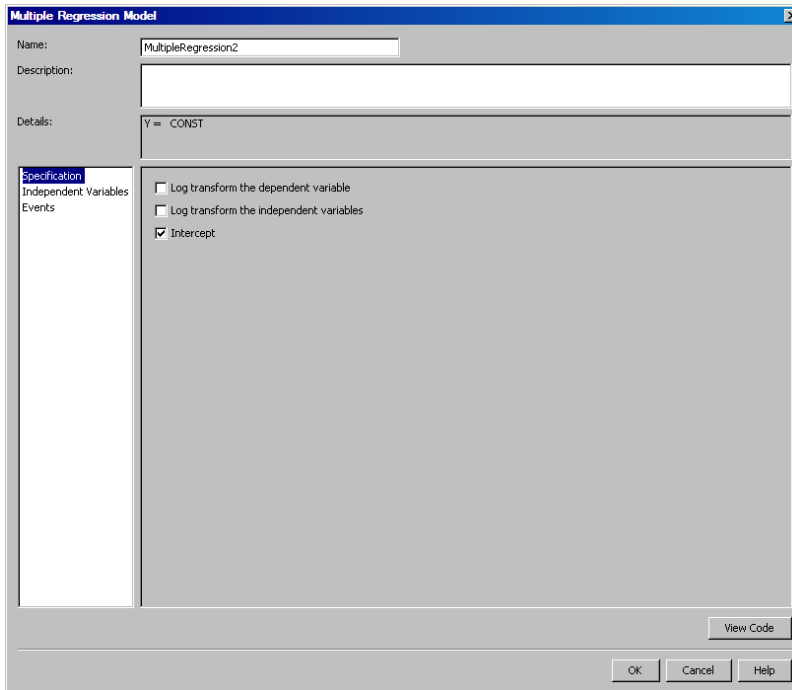 Multiple Regression Model
Name:
MultipleRegression2
Description:
Details:
Y = CONST
Specification
Independent Variables
Events
Log transform the dependent variable
Log transform the independent variables
Intercept
View Code
OK
Cancel
Help